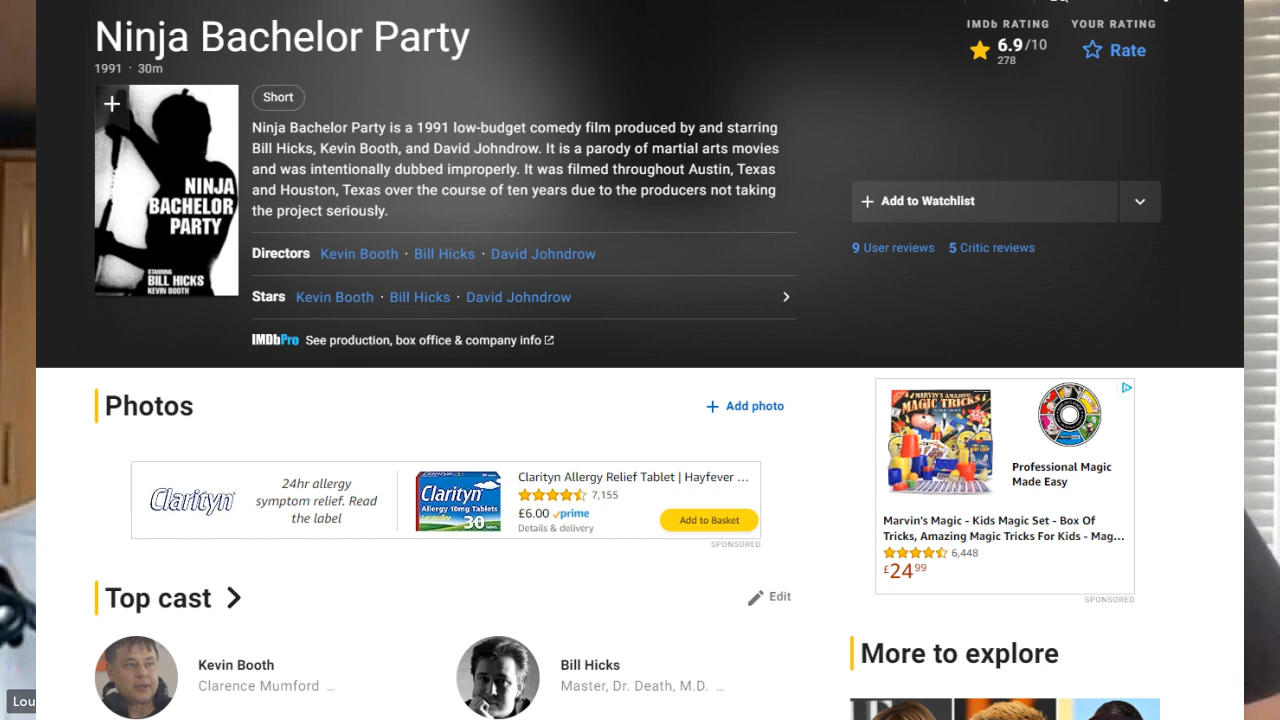 Ninja Bachelor Party
1991 · 30m
IMDb RATING
6.9/10
278
YOUR RATING
Rate
NINJA
BACHELOR
PARTY
STARRING
BILL HICKS
KEVIN BOOTH
Short
Ninja Bachelor Party is a 1991 low-budget comedy film produced by and starring
Bill Hicks, Kevin Booth, and David Johndrow. It is a parody of martial arts movies
and was intentionally dubbed improperly. It was filmed throughout Austin, Texas
and Houston, Texas over the course of ten years due to the producers not taking
the project seriously.
Directors Kevin Booth · Bill Hicks · David Johndrow
Stars Kevin Booth · Bill Hicks · David Johndrow
IMDbPro See production, box office & company info
+ Add to Watchlist
9 User reviews 5 Critic reviews
Photos
+ Add photo
Clarityn
24hr allergy
symptom relief. Read
the label
Clarityn
Allergy 10mg Tablets
30
Clarityn Allergy Relief Tablet | Hayfever ...
7,155
£6.00 prime
Details & delivery
Add to Basket
SPONSORED
MARVIN'S AMAZING
MAGIC TRICKS
Professional Magic
Made Easy
Marvin's Magic - Kids Magic Set - Box Of
Tricks, Amazing Magic Tricks For Kids - Mag...
6,448
£24.99
SPONSORED
Top cast
Edit
Kevin Booth
Clarence Mumford ...
Bill Hicks
Master, Dr. Death, M.D. ...
More to explore
Lou